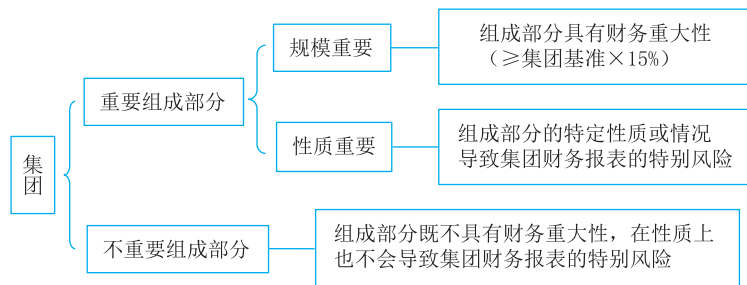 集团
重要组成部分
规模重要
组成部分具有财务重大性
（≥集团基准×15%）
性质重要
组成部分的特定性质或情况
导致集团财务报表的特别风险
不重要组成部分
组成部分既不具有财务重大性，在性质上
也不会导致集团财务报表的特别风险